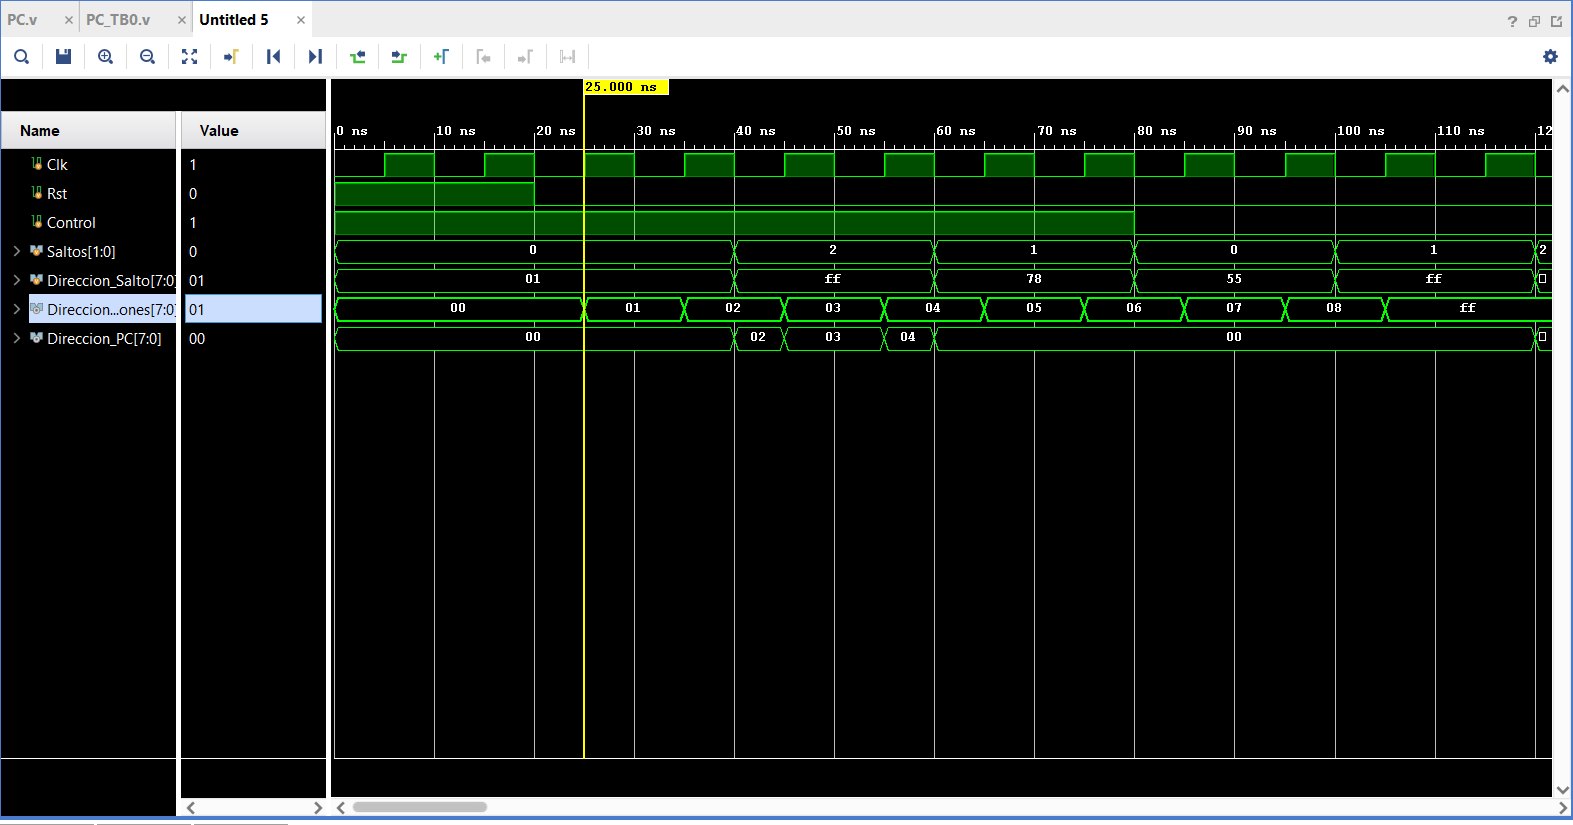 PC.v × PC_TB0.v × Untitled 5 × ?
25.000 ns
Name Value
0 ns 10 ns 20 ns 30 ns 40 ns 50 ns 60 ns 70 ns 80 ns 90 ns 100 ns 110 ns 12
Clk 1
Rst 0
Control 1
Saltos[1:0] 0 0 2 1 0 1 2
Direccion_Salto[7:0] 01 01 ff 78 55 ff
Direccion...ones[7:0] 01 00 01 02 03 04 05 06 07 08 ff
Direccion_PC[7:0] 00 00 02 03 04 00